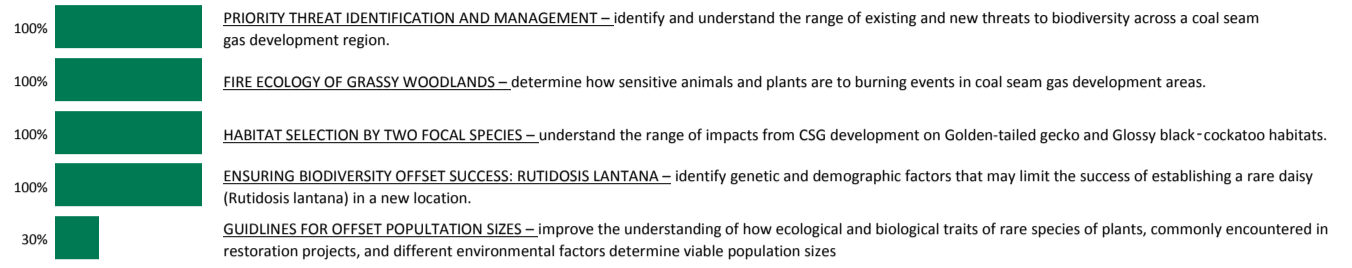 100% PRIORITY THREAT IDENTIFICATION AND MANAGEMENT – identify and understand the range of existing and new threats to biodiversity across a coal seam
gas development region.
100% FIRE ECOLOGY OF GRASSY WOODLANDS – determine how sensitive animals and plants are to burning events in coal seam gas development areas.
100% HABITAT SELECTION BY TWO FOCAL SPECIES – understand the range of impacts from CSG development on Golden-tailed gecko and Glossy black-cockatoo habitats.
100% ENSURING BIODIVERSITY OFFSET SUCCESS: RUTIDOSIS LANTANA – identify genetic and demographic factors that may limit the success of establishing a rare daisy
(Rutidosis lantana) in a new location.
30% GUIDLINES FOR OFFSET POPULTATION SIZES – improve the understanding of how ecological and biological traits of rare species of plants, commonly encountered in
restoration projects, and different environmental factors determine viable population sizes